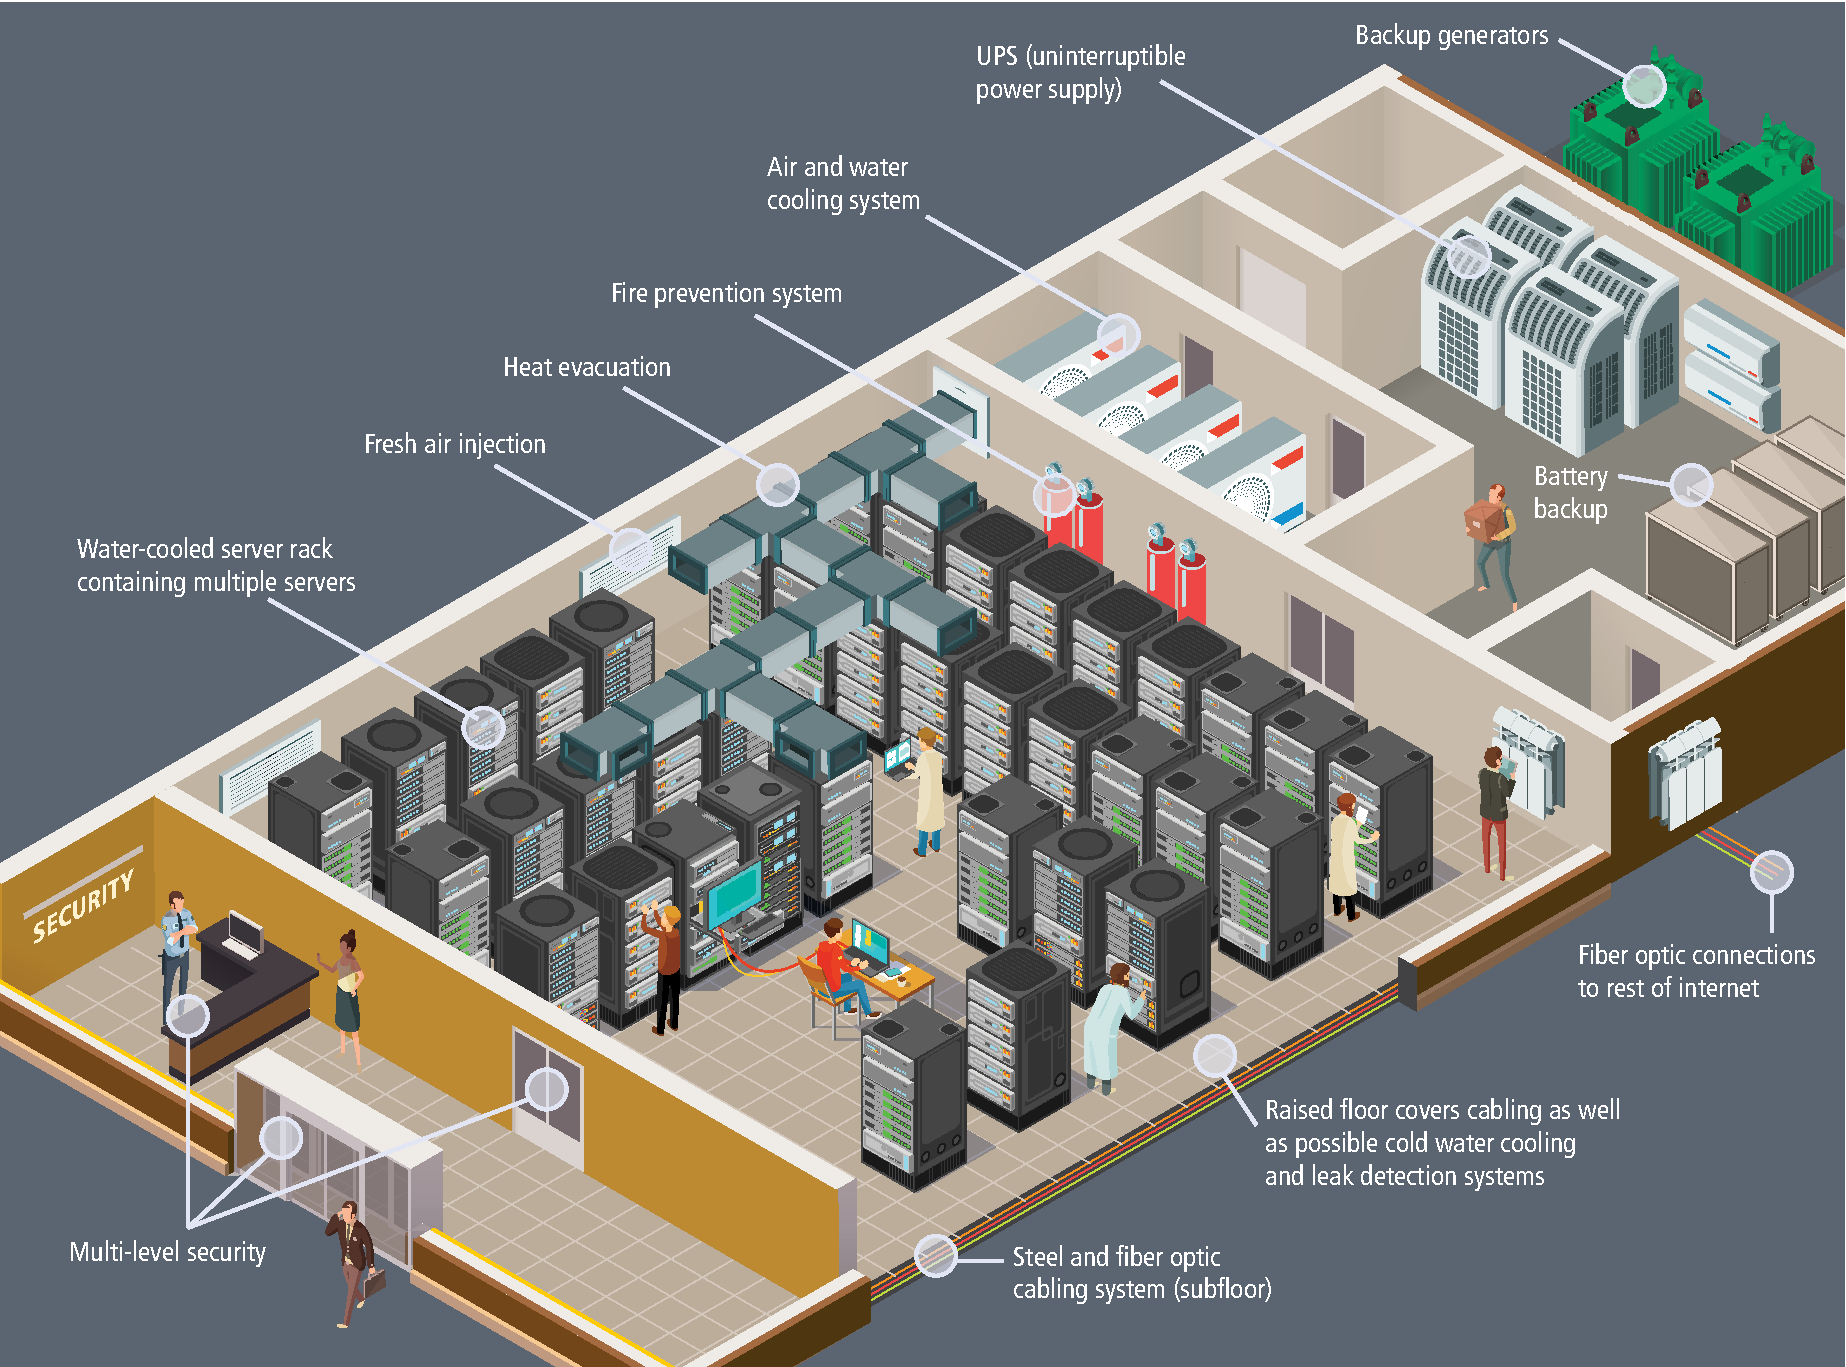 Backup generators
UPS (uninterruptible
power supply)
Air and water
cooling system
Fire prevention system
Heat evacuation
Fresh air injection
Battery
backup
Water-cooled server rack
containing multiple servers
SECURITY
Fiber optic connections
to rest of internet
Raised floor covers cabling as well
as possible cold water cooling
and leak detection systems
Multi-level security
Steel and fiber optic
cabling system (subfloor)